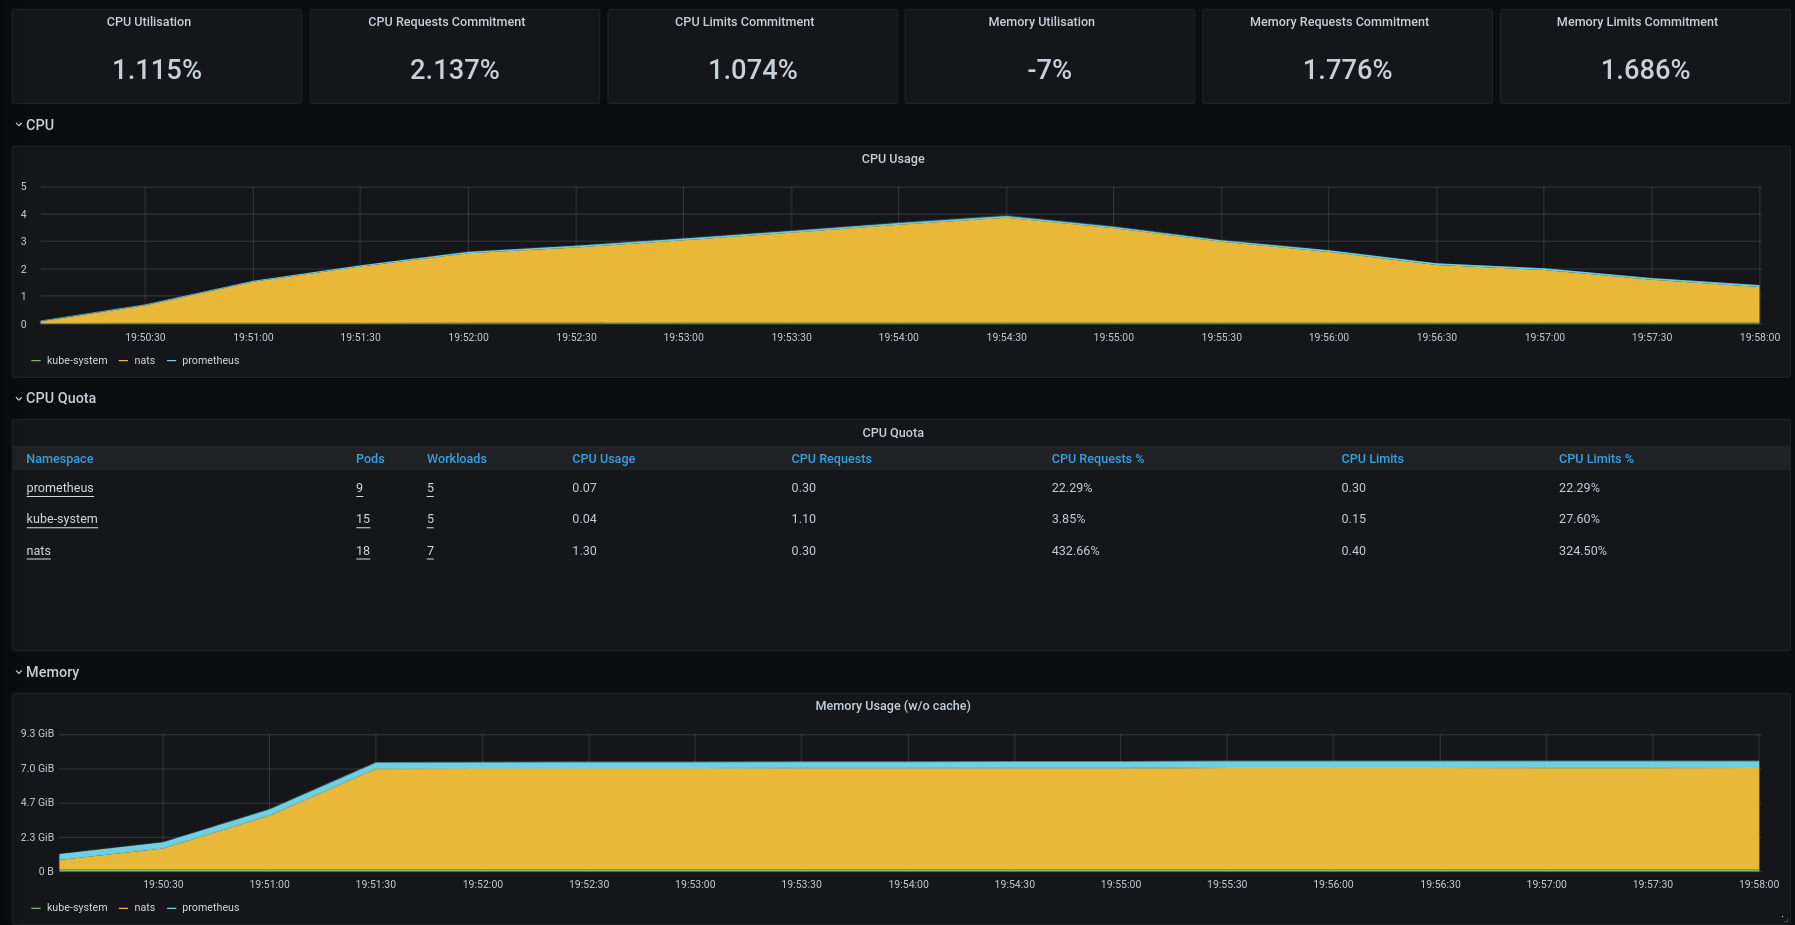 CPU Utilisation CPU Requests Commitment CPU Limits Commitment Memory Utilisation Memory Requests Commitment Memory Limits Commitment
1.115% 2.137% 1.074% -7% 1.776% 1.686%
CPU
CPU Usage
5
4
3
2
1
0
19:50:30 19:51:00 19:51:30 19:52:00 19:52:30 19:53:00 19:53:30 19:54:00 19:54:30 19:55:00 19:55:30 19:56:00 19:56:30 19:57:00 19:57:30 19:58:00
kube-system nats prometheus
CPU Quota
CPU Quota
Namespace Pods Workloads CPU Usage CPU Requests CPU Requests % CPU Limits CPU Limits %
prometheus 9 5 0.07 0.30 22.29% 0.30 22.29%
kube-system 15 5 0.04 1.10 3.85% 0.15 27.60%
nats 18 7 1.30 0.30 432.66% 0.40 324.50%
Memory
Memory Usage (w/o cache)
9.3 GiB
7.0 GiB
4.7 GiB
2.3 GiB
0 B
19:50:30 19:51:00 19:51:30 19:52:00 19:52:30 19:53:00 19:53:30 19:54:00 19:54:30 19:55:00 19:55:30 19:56:00 19:56:30 19:57:00 19:57:30 19:58:00
kube-system nats prometheus